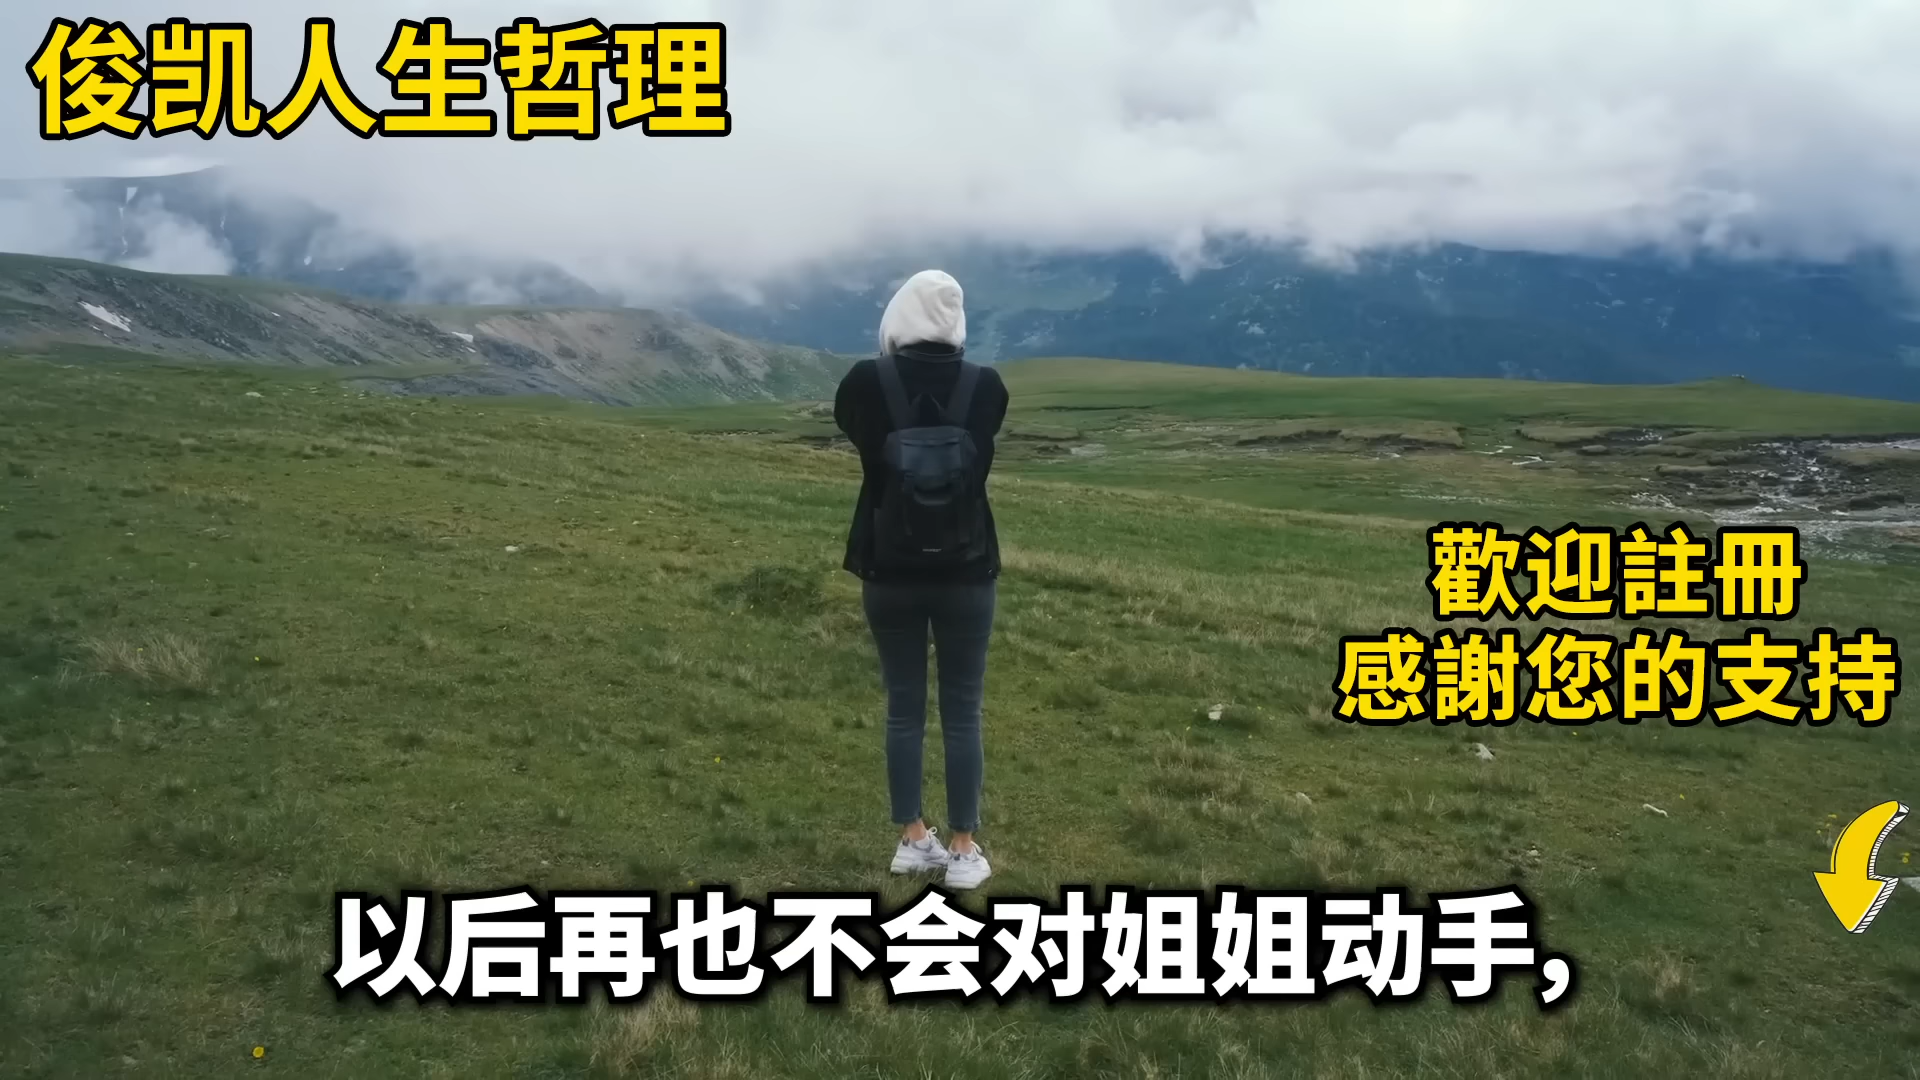 俊凯人生哲理
歡迎註冊
感謝您的支持
以后再也不会对姐姐动手,